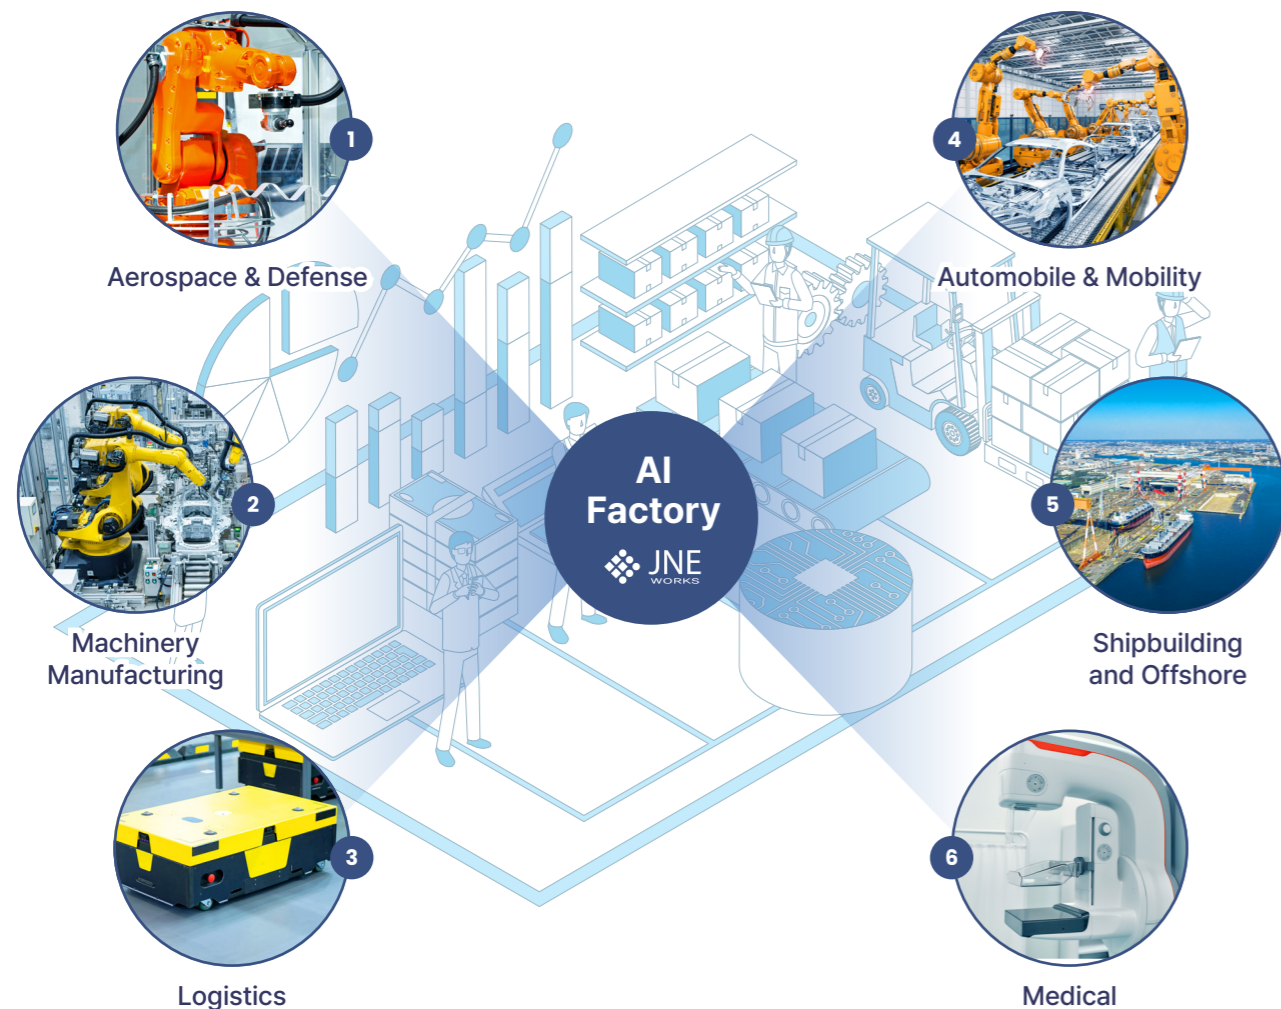 1
Aerospace & Defense
2
Machinery
Manufacturing
3
Logistics
AI
Factory
JNE
WORKS
4
Automobile & Mobility
5
Shipbuilding
and Offshore
6
Medical